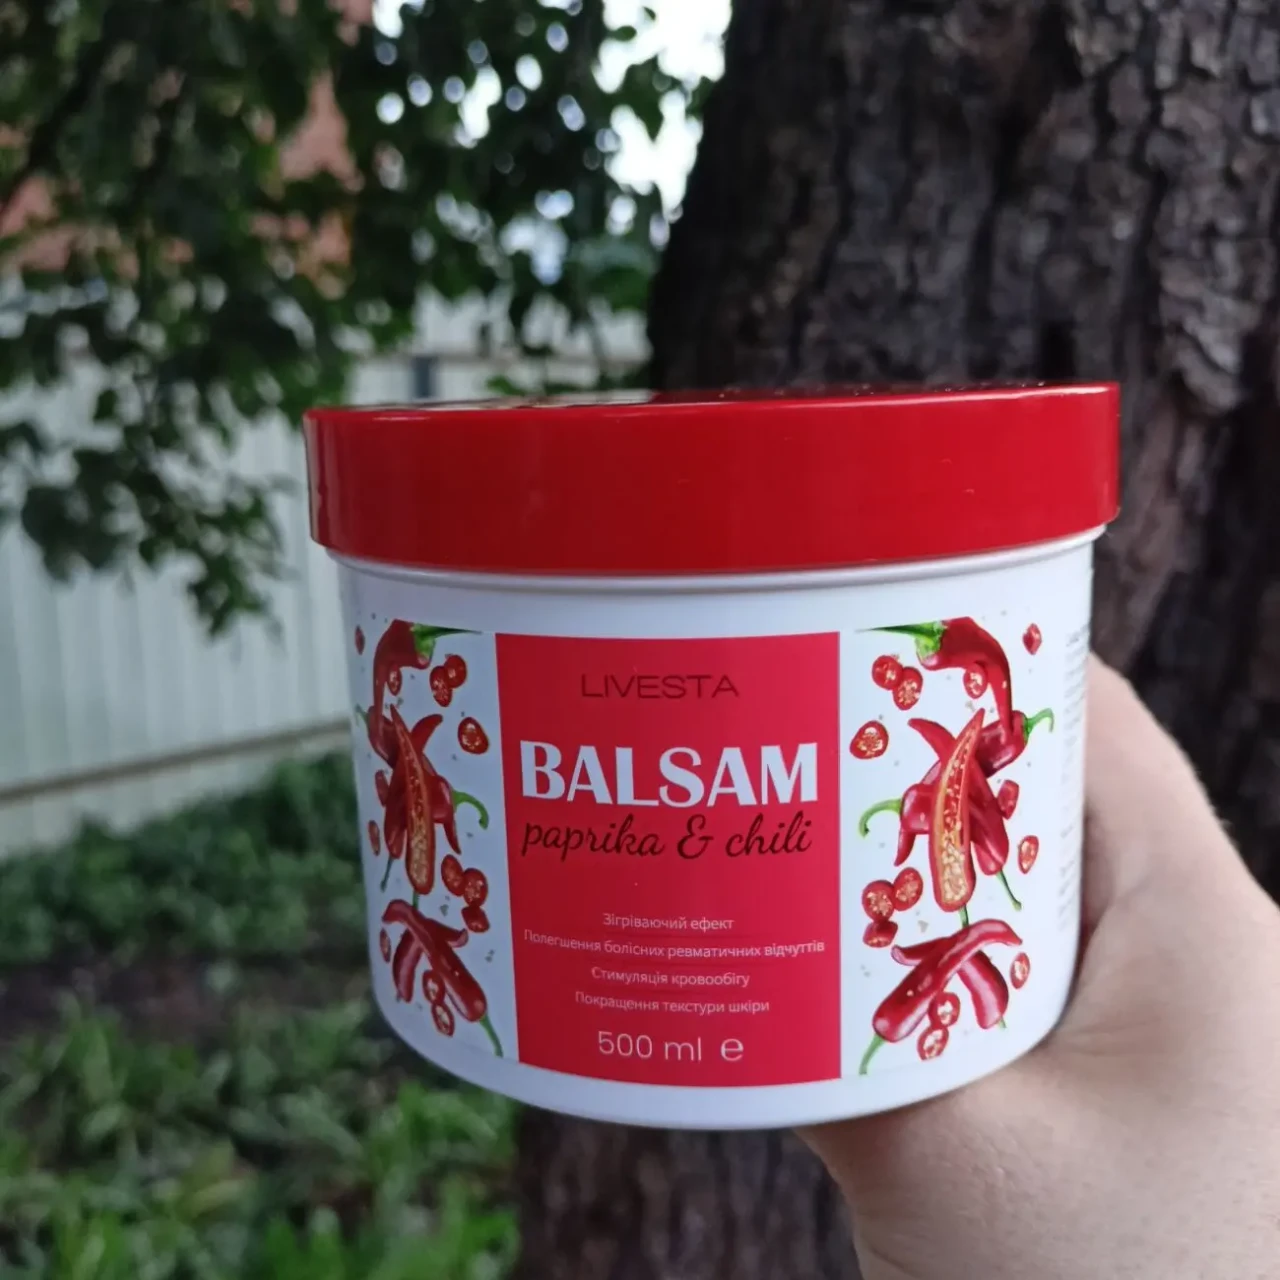 LIVESTA
BALSAM
paprika & chili
Зігріваючий ефект
Полегшення болісних ревматичних відчуттів
Стимуляція кровообігу
Покращення текстури шкіри
500 ml ℮